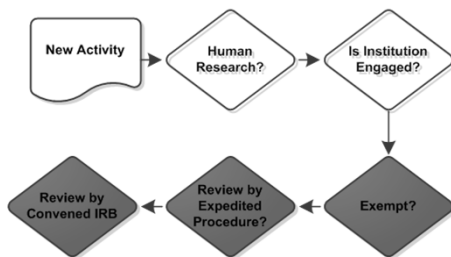 New Activity
Human
Research?
Is Institution
Engaged?
Exempt?
Review by
Expedited
Procedure?
Review by
Convened IRB